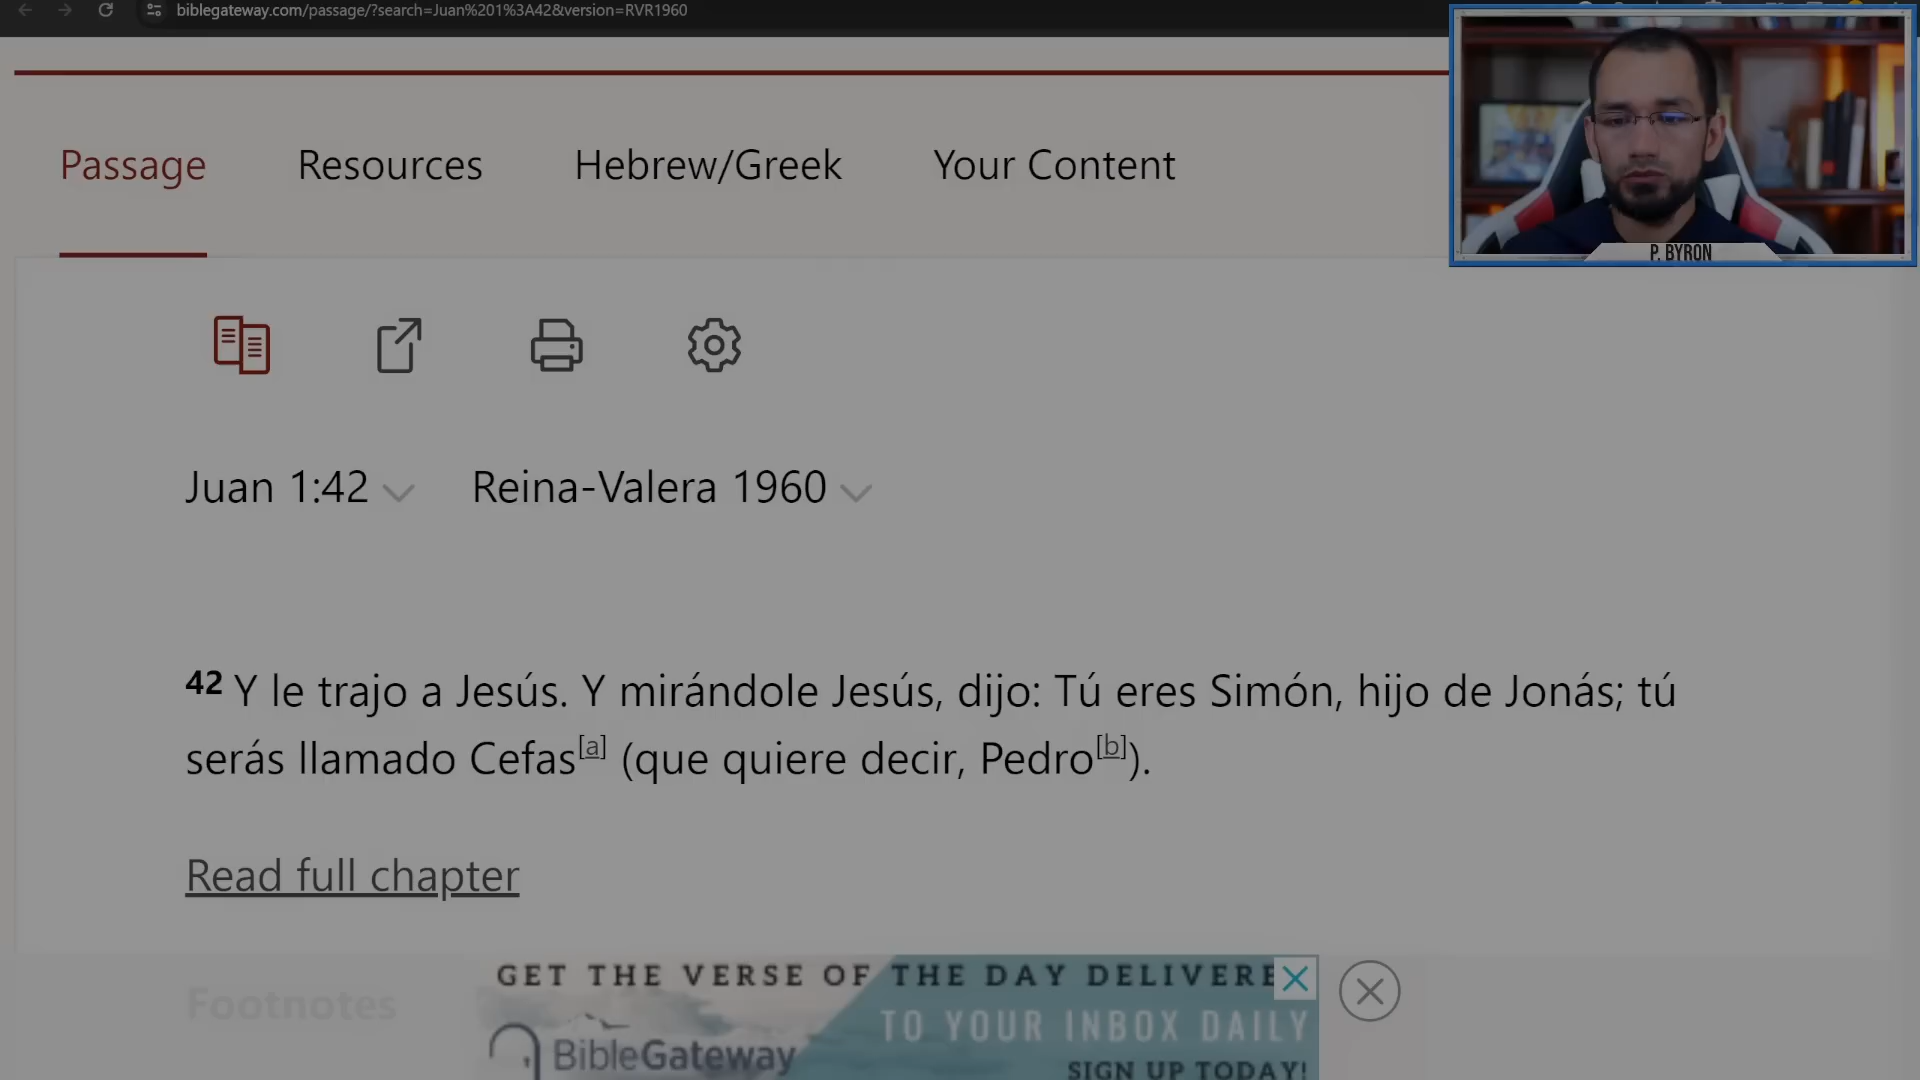 biblegateway.com/passage/?search=Juan%201%3A42&version=RVR1960
P. BYRON
Passage Resources Hebrew/Greek Your Content
Juan 1:42 Reina-Valera 1960
42 Y le trajo a Jesús. Y mirándole Jesús, dijo: Tú eres Simón, hijo de Jonás; tú
serás llamado Cefas[a] (que quiere decir, Pedro[b]).
Read full chapter
Footnotes
GET THE VERSE OF THE DAY DELIVERE
TO YOUR INBOX DAILY
BibleGateway
SIGN UP TODAY!